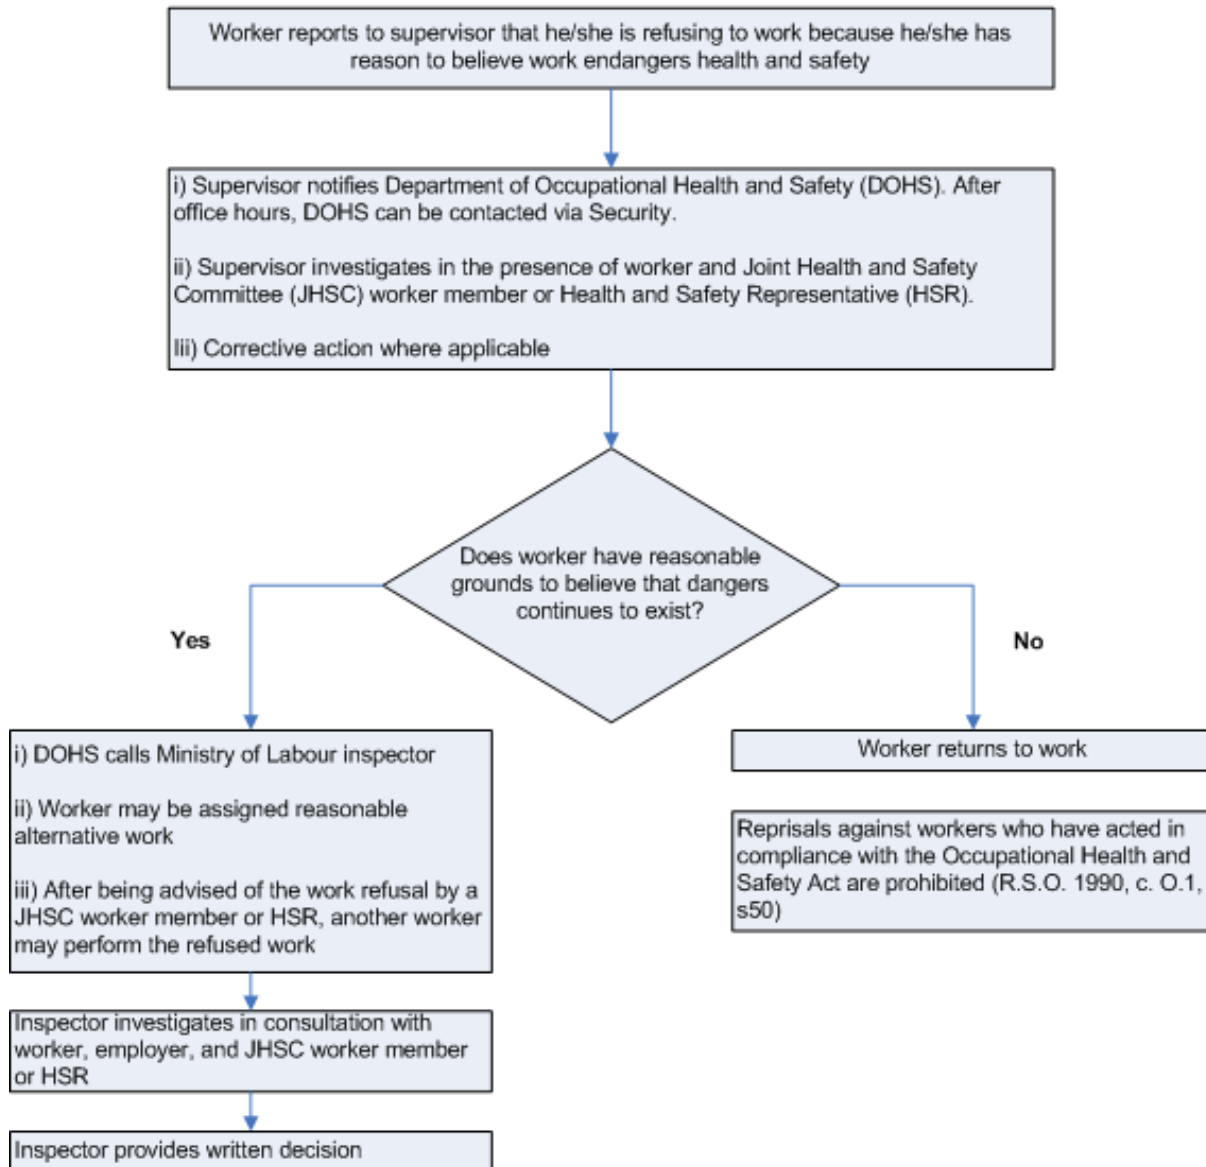 Worker reports to supervisor that he/she is refusing to work because he/she has
reason to believe work endangers health and safety
i) Supervisor notifies Department of Occupational Health and Safety (DOHS). After
office hours, DOHS can be contacted via Security.
ii) Supervisor investigates in the presence of worker and Joint Health and Safety
Committee (JHSC) worker member or Health and Safety Representative (HSR).
Iii) Corrective action where applicable
Does worker have reasonable
grounds to believe that dangers
continues to exist?
Yes
No
i) DOHS calls Ministry of Labour inspector
ii) Worker may be assigned reasonable
alternative work
iii) After being advised of the work refusal by a
JHSC worker member or HSR, another worker
may perform the refused work
Worker returns to work
Reprisals against workers who have acted in
compliance with the Occupational Health and
Safety Act are prohibited (R.S.O. 1990, c. O.1,
s50)
Inspector investigates in consultation with
worker, employer, and JHSC worker member
or HSR
Inspector provides written decision